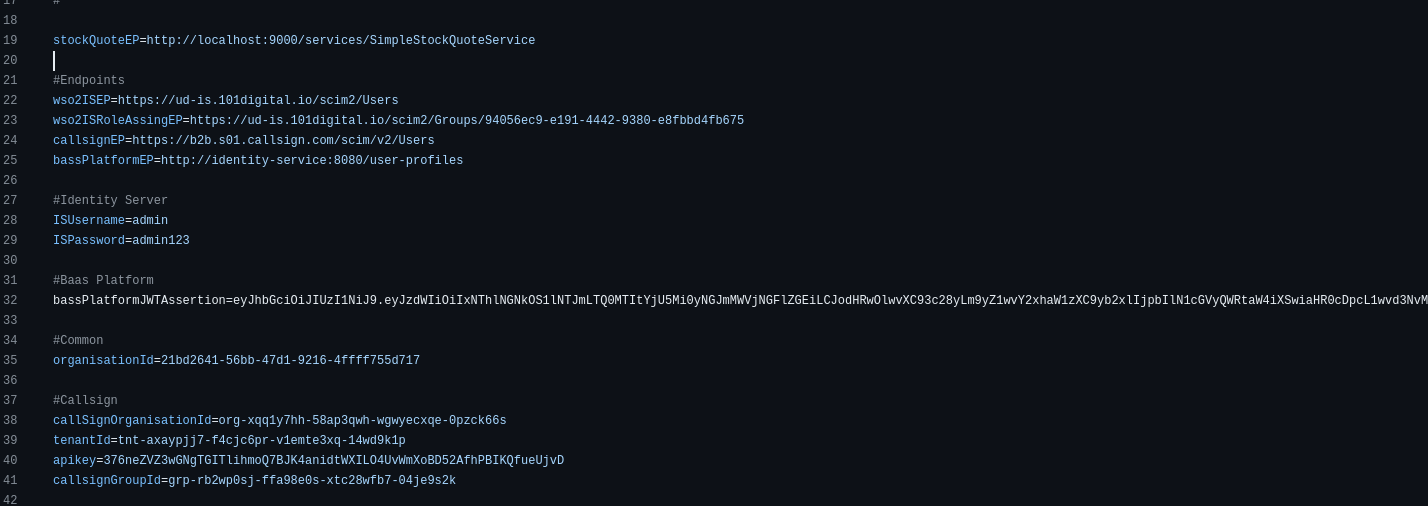 17 #
18
19 stockQuoteEP=http://localhost:9000/services/SimpleStockQuoteService
20
21 #Endpoints
22 wso2ISEP=https://ud-is.101digital.io/scim2/Users
23 wso2ISRoleAssingEP=https://ud-is.101digital.io/scim2/Groups/94056ec9-e191-4442-9380-e8fbbd4fb675
24 callsignEP=https://b2b.s01.callsign.com/scim/v2/Users
25 bassPlatformEP=http://identity-service:8080/user-profiles
26
27 #Identity Server
28 ISUsername=admin
29 ISPassword=admin123
30
31 #Baas Platform
32 bassPlatformJWTAssertion=eyJhbGciOiJIUzI1NiJ9.eyJzdWIiOiIxNThlNGNkOS1lNTJmLTQ0MTItYjU5Mi0yNGJmMWVjNGFlZGEiLCJodHRwOlwvXC93c28yLm9yZ1wvY2xhaW1zXC9yb2xlIjpbIlN1cGVyQWRtaW4iXSwiaHR0cDpcL1wvd3NvM
33
34 #Common
35 organisationId=21bd2641-56bb-47d1-9216-4ffff755d717
36
37 #Callsign
38 callSignOrganisationId=org-xqq1y7hh-58ap3qwh-wgwyecxqe-0pzck66s
39 tenantId=tnt-axaypjj7-f4cjc6pr-v1emte3xq-14wd9k1p
40 apikey=376neZVZ3wGNgTGITlihmoQ7BJK4anidtWXILO4UvWmXoBD52AfhPBIKQfueUjvD
41 callsignGroupId=grp-rb2wp0sj-ffa98e0s-xtc28wfb7-04je9s2k
42